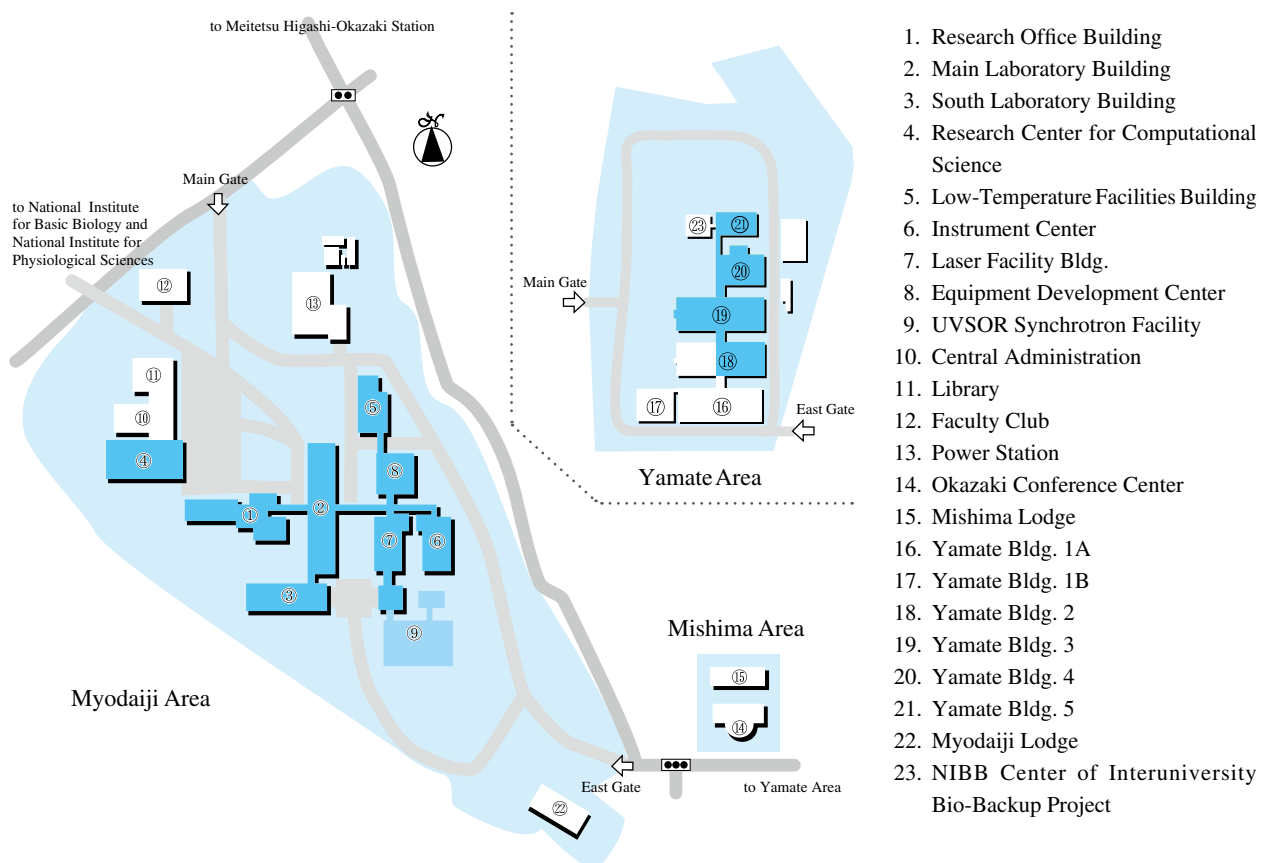 to Meitetsu Higashi-Okazaki Station
Main Gate
to National Institute
for Basic Biology and
National Institute for
Physiological Sciences
⑫
⑬
⑪
⑩
④
⑤
⑧
①
②
⑦
⑥
③
⑨
Myodaiji Area
East Gate
㉒
to Yamate Area
Mishima Area
⑮
⑭
Main Gate
㉓
㉑
⑳
⑲
⑱
⑰
⑯
East Gate
Yamate Area
1. Research Office Building
2. Main Laboratory Building
3. South Laboratory Building
4. Research Center for Computational
Science
5. Low-Temperature Facilities Building
6. Instrument Center
7. Laser Facility Bldg.
8. Equipment Development Center
9. UVSOR Synchrotron Facility
10. Central Administration
11. Library
12. Faculty Club
13. Power Station
14. Okazaki Conference Center
15. Mishima Lodge
16. Yamate Bldg. 1A
17. Yamate Bldg. 1B
18. Yamate Bldg. 2
19. Yamate Bldg. 3
20. Yamate Bldg. 4
21. Yamate Bldg. 5
22. Myodaiji Lodge
23. NIBB Center of Interuniversity
Bio-Backup Project